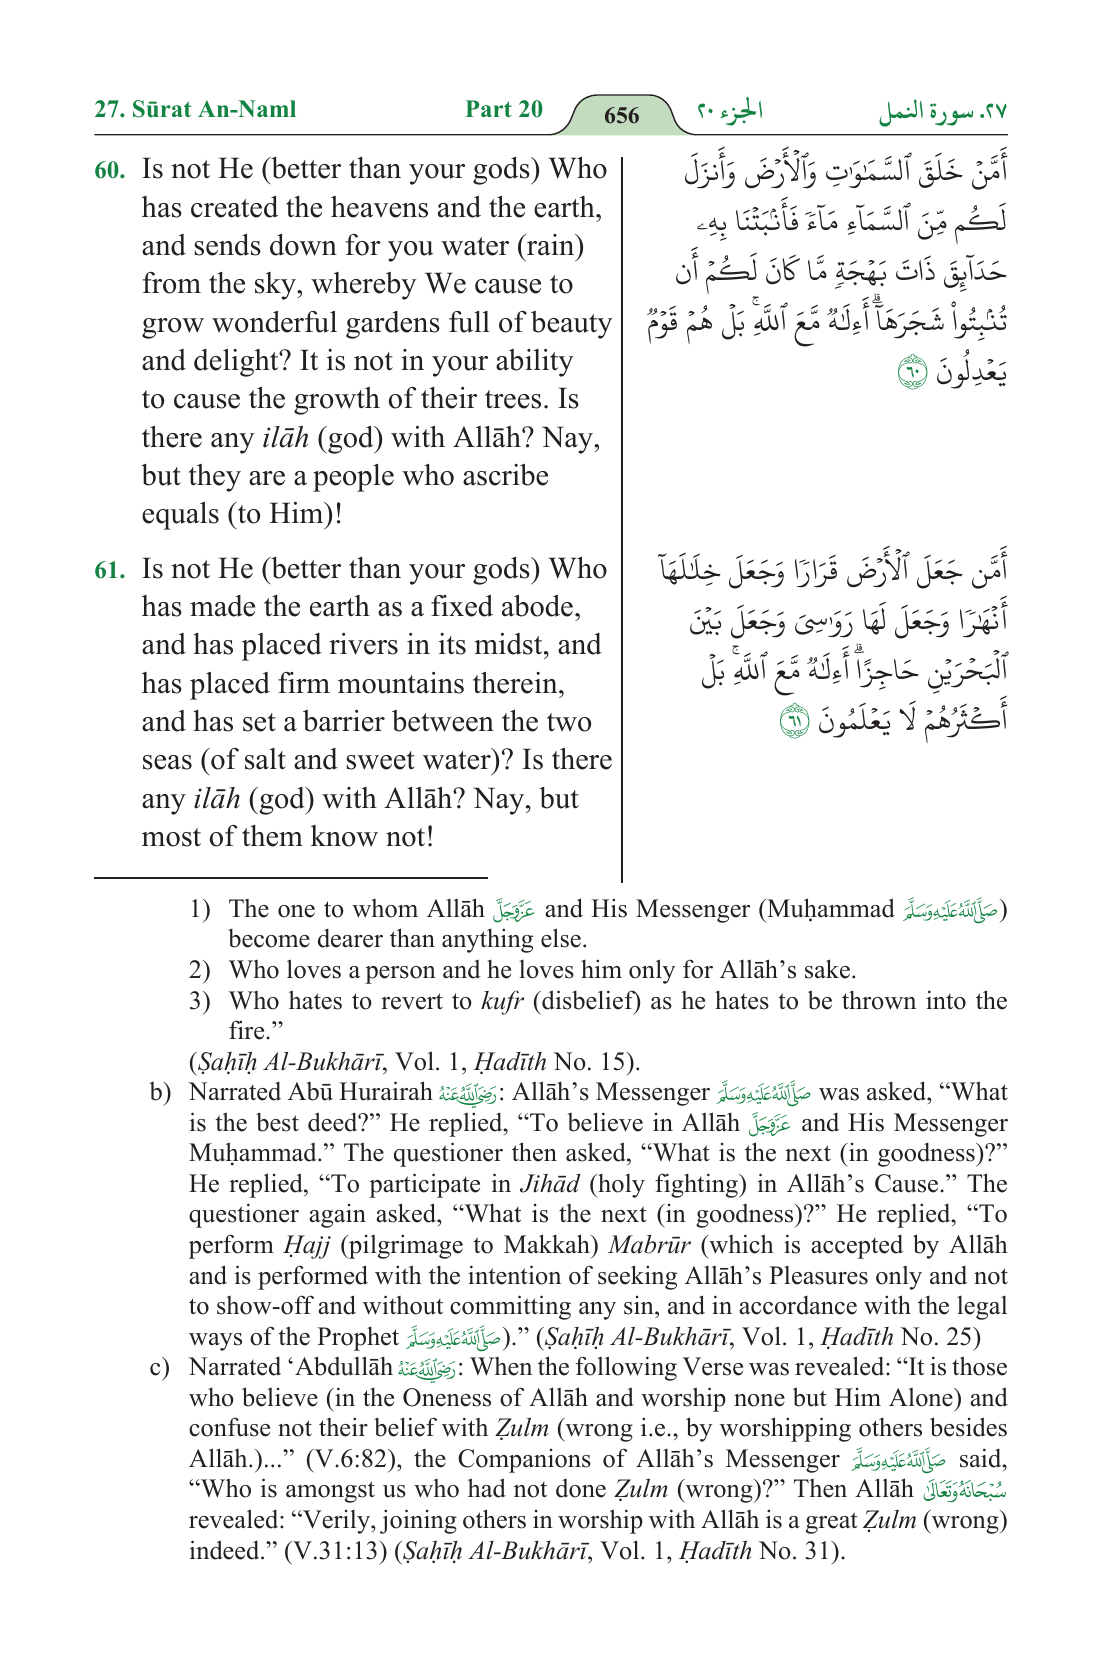 27. Sūrat An-Naml Part 20 656 الجزء ٢٠ ٢٧. سورة النمل
60. Is not He (better than your gods) Who
has created the heavens and the earth,
and sends down for you water (rain)
from the sky, whereby We cause to
grow wonderful gardens full of beauty
and delight? It is not in your ability
to cause the growth of their trees. Is
there any ilāh (god) with Allāh? Nay,
but they are a people who ascribe
equals (to Him)!
أَمَّنۡ خَلَقَ ٱلسَّمَٰوَٰتِ وَٱلۡأَرۡضَ وَأَنزَلَ
لَكُم مِّنَ ٱلسَّمَآءِ مَآءٗ فَأَنۢبَتۡنَا بِهِۦ
حَدَآئِقَ ذَاتَ بَهۡجَةٖ مَّا كَانَ لَكُمۡ أَن
تُنۢبِتُواْ شَجَرَهَآۗ أَءِلَٰهٞ مَّعَ ٱللَّهِۚ بَلۡ هُمۡ قَوۡمٞ
يَعۡدِلُونَ ٦٠
61. Is not He (better than your gods) Who
has made the earth as a fixed abode,
and has placed rivers in its midst, and
has placed firm mountains therein,
and has set a barrier between the two
seas (of salt and sweet water)? Is there
any ilāh (god) with Allāh? Nay, but
most of them know not!
أَمَّن جَعَلَ ٱلۡأَرۡضَ قَرَارٗا وَجَعَلَ خِلَٰلَهَآ
أَنۡهَٰرٗا وَجَعَلَ لَهَا رَوَٰسِيَ وَجَعَلَ بَيۡنَ
ٱلۡبَحۡرَيۡنِ حَاجِزًاۗ أَءِلَٰهٞ مَّعَ ٱللَّهِۚ بَلۡ
أَكۡثَرُهُمۡ لَا يَعۡلَمُونَ ٦١
1) The one to whom Allāh عَزَّوَجَلَّ and His Messenger (Muḥammad صَلَّى ٱللَّهُ عَلَيْهِ وَسَلَّمَ)
become dearer than anything else.
2) Who loves a person and he loves him only for Allāh’s sake.
3) Who hates to revert to kufr (disbelief) as he hates to be thrown into the
fire.”
(Ṣaḥīḥ Al-Bukhārī, Vol. 1, Ḥadīth No. 15).
b) Narrated Abū Hurairah رَضِيَ ٱللَّهُ عَنْهُ: Allāh’s Messenger صَلَّى ٱللَّهُ عَلَيْهِ وَسَلَّمَ was asked, “What
is the best deed?” He replied, “To believe in Allāh عَزَّوَجَلَّ and His Messenger
Muḥammad.” The questioner then asked, “What is the next (in goodness)?”
He replied, “To participate in Jihād (holy fighting) in Allāh’s Cause.” The
questioner again asked, “What is the next (in goodness)?” He replied, “To
perform Ḥajj (pilgrimage to Makkah) Mabrūr (which is accepted by Allāh
and is performed with the intention of seeking Allāh’s Pleasures only and not
to show-off and without committing any sin, and in accordance with the legal
ways of the Prophet صَلَّى ٱللَّهُ عَلَيْهِ وَسَلَّمَ).” (Ṣaḥīḥ Al-Bukhārī, Vol. 1, Ḥadīth No. 25)
c) Narrated ‘Abdullāh رَضِيَ ٱللَّهُ عَنْهُ: When the following Verse was revealed: “It is those
who believe (in the Oneness of Allāh and worship none but Him Alone) and
confuse not their belief with Ẓulm (wrong i.e., by worshipping others besides
Allāh.)...” (V.6:82), the Companions of Allāh’s Messenger صَلَّى ٱللَّهُ عَلَيْهِ وَسَلَّمَ said,
“Who is amongst us who had not done Ẓulm (wrong)?” Then Allāh سُبْحَانَهُ وَتَعَالَىٰ
revealed: “Verily, joining others in worship with Allāh is a great Ẓulm (wrong)
indeed.” (V.31:13) (Ṣaḥīḥ Al-Bukhārī, Vol. 1, Ḥadīth No. 31).